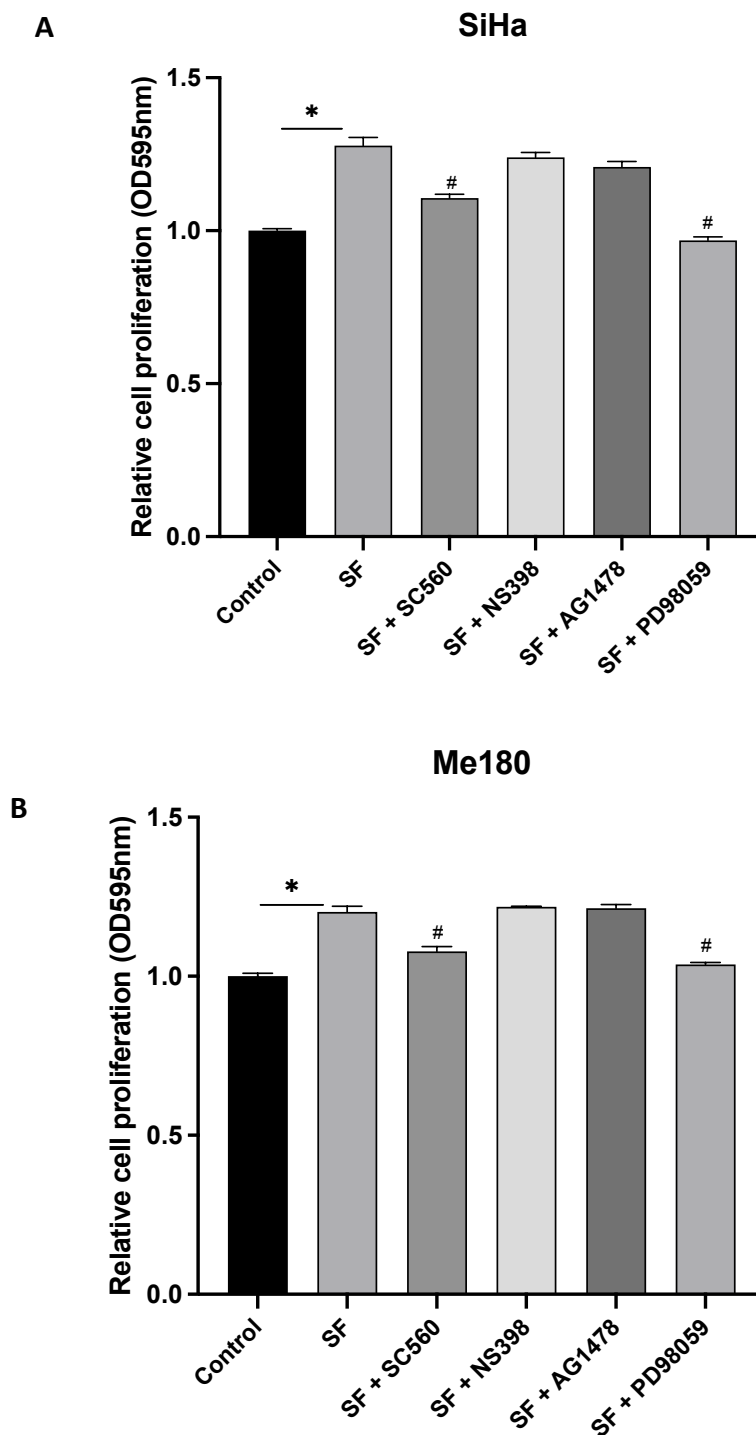 A
SiHa
Relative cell proliferation (OD595nm)
1.5
1.0
0.5
0.0
*
#
#
Control
SF
SF + SC560
SF + NS398
SF + AG1478
SF + PD98059
B
Me180
Relative cell proliferation (OD595nm)
1.5
1.0
0.5
0.0
*
#
#
Control
SF
SF + SC560
SF + NS398
SF + AG1478
SF + PD98059